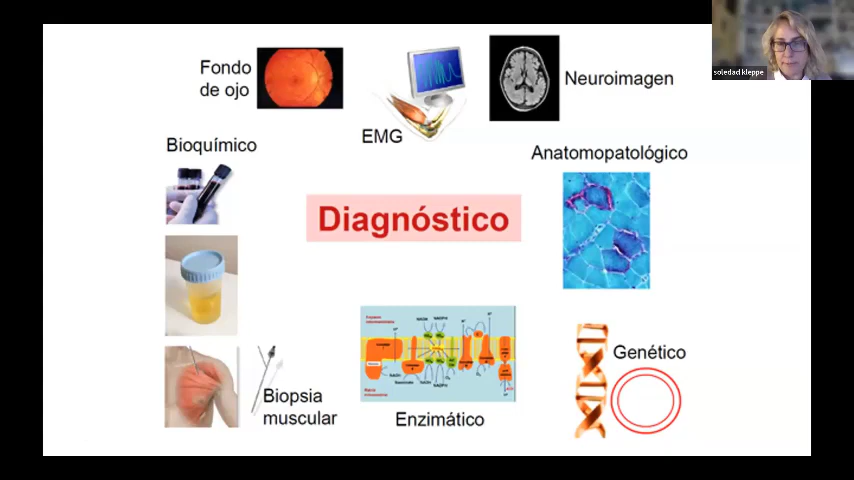 soledad kleppe
Fondo
de ojo
EMG
Neuroimagen
Bioquímico
Anatomopatológico
Diagnóstico
Genético
Biopsia
muscular
Enzimático